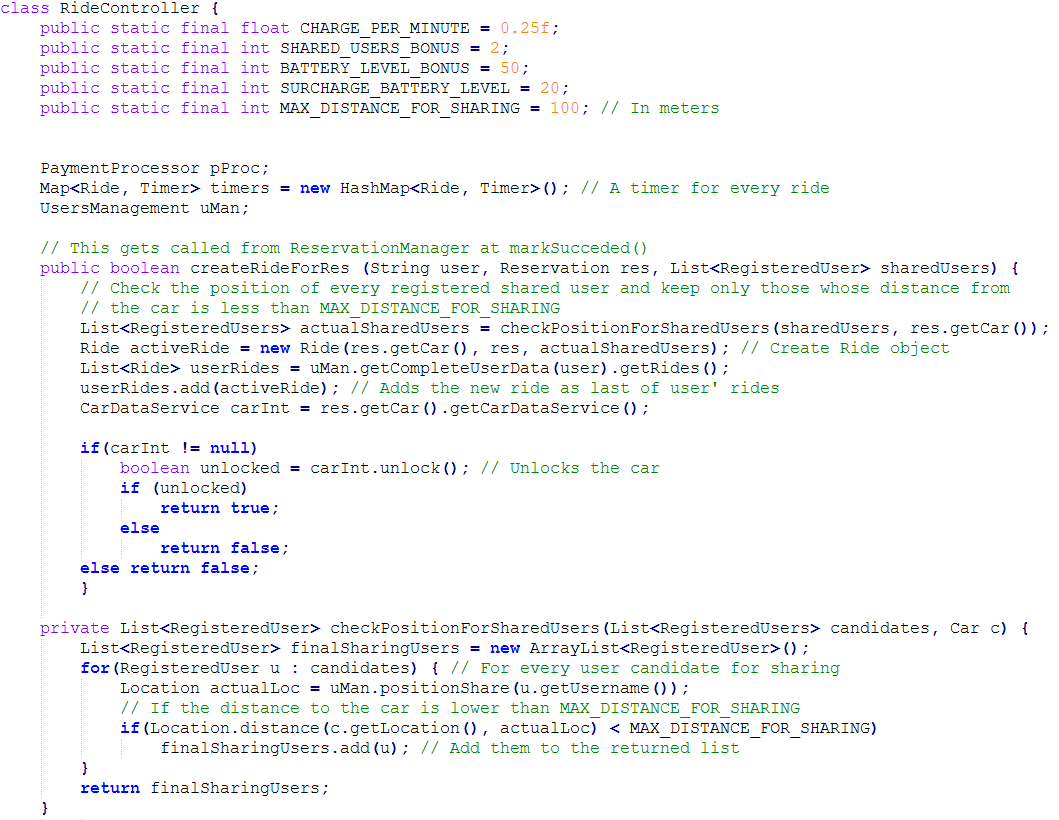 class RideController {
    public static final float CHARGE_PER_MINUTE = 0.25f;
    public static final int SHARED_USERS_BONUS = 2;
    public static final int BATTERY_LEVEL_BONUS = 50;
    public static final int SURCHARGE_BATTERY_LEVEL = 20;
    public static final int MAX_DISTANCE_FOR_SHARING = 100; // In meters
    PaymentProcessor pProc;
    Map<Ride, Timer> timers = new HashMap<Ride, Timer>(); // A timer for every ride
    UsersManagement uMan;
    // This gets called from ReservationManager at markSucceded()
    public boolean createRideForRes (String user, Reservation res, List<RegisteredUser> sharedUsers) {
        // Check the position of every registered shared user and keep only those whose distance from
        // the car is less than MAX_DISTANCE_FOR_SHARING
        List<RegisteredUsers> actualSharedUsers = checkPositionForSharedUsers(sharedUsers, res.getCar());
        Ride activeRide = new Ride(res.getCar(), res, actualSharedUsers); // Create Ride object
        List<Ride> userRides = uMan.getCompleteUserData(user).getRides();
        userRides.add(activeRide); // Adds the new ride as last of user' rides
        CarDataService carInt = res.getCar().getCarDataService();
        if(carInt != null)
            boolean unlocked = carInt.unlock(); // Unlocks the car
            if (unlocked)
                return true;
            else
                return false;
        else return false;
        }
    private List<RegisteredUser> checkPositionForSharedUsers(List<RegisteredUsers> candidates, Car c) {
        List<RegisteredUser> finalSharingUsers = new ArrayList<RegisteredUser>();
        for(RegisteredUser u : candidates) { // For every user candidate for sharing
            Location actualLoc = uMan.positionShare(u.getUsername());
            // If the distance to the car is lower than MAX_DISTANCE_FOR_SHARING
            if(Location.distance(c.getLocation(), actualLoc) < MAX_DISTANCE_FOR_SHARING)
                finalSharingUsers.add(u); // Add them to the returned list
        }
        return finalSharingUsers;
    }